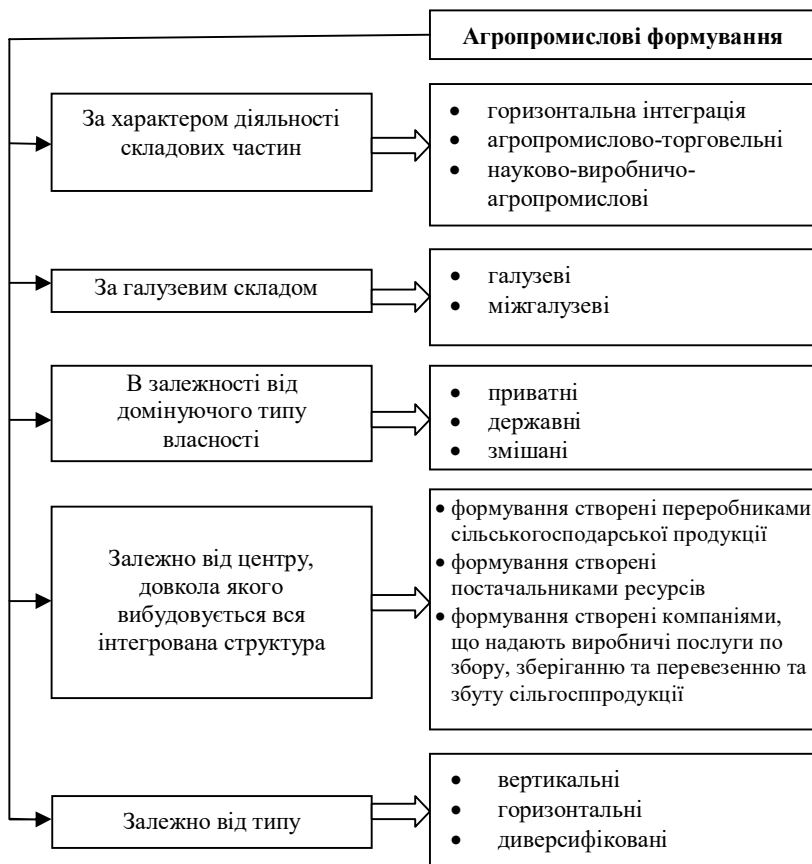 Агропромислові формування
За характером діяльності
складових частин
• горизонтальна інтеграція
• агропромислово-торговельні
• науково-виробничо-
агропромислові
За галузевим складом
• галузеві
• міжгалузеві
В залежності від
домінуючого типу
власності
• приватні
• державні
• змішані
Залежно від центру,
довкола якого
вибудовується вся
інтегрована структура
• формування створені переробниками
сільськогосподарської продукції
• формування створені
постачальниками ресурсів
• формування створені компаніями,
що надають виробничі послуги по
збору, зберіганню та перевезенню та
збуту сільгосппродукції
Залежно від типу
• вертикальні
• горизонтальні
• диверсифіковані